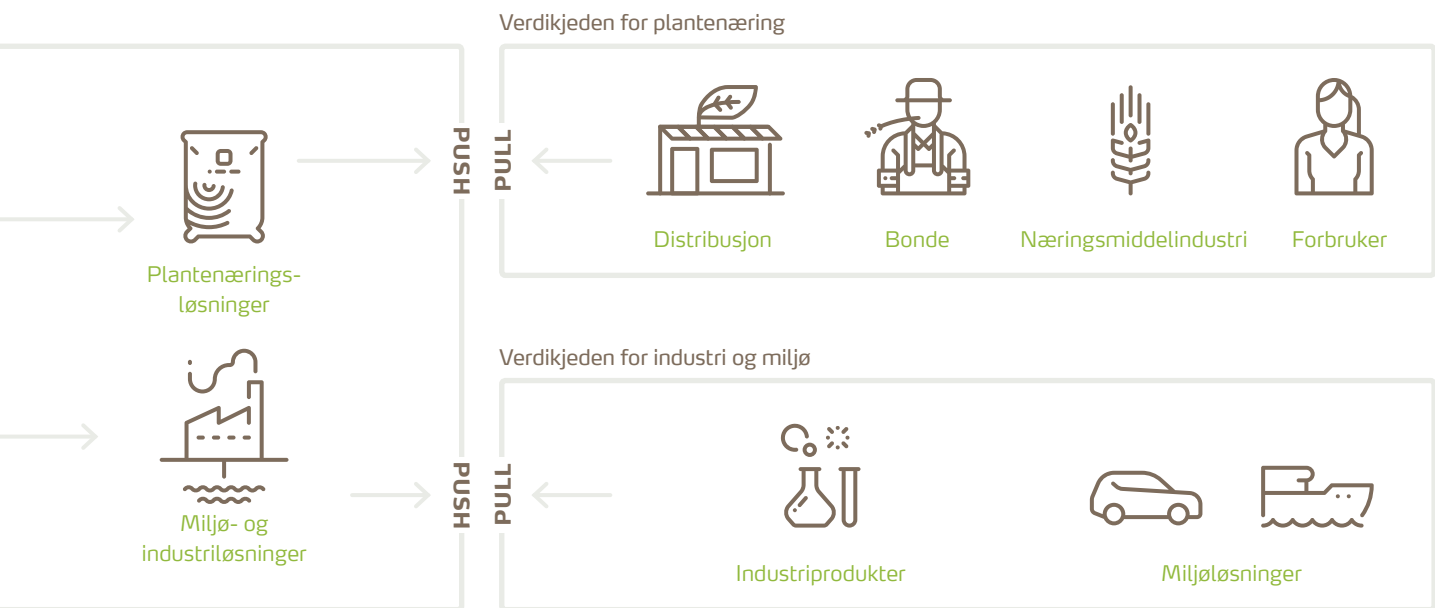 Verdikjeden for plantenæring
PUSH
PULL
Distribusjon
Bonde
Næringsmiddelindustri
Forbruker
Plantenærings-
løsninger
Verdikjeden for industri og miljø
PUSH
PULL
Miljø- og
industriløsninger
Industriprodukter
Miljøløsninger